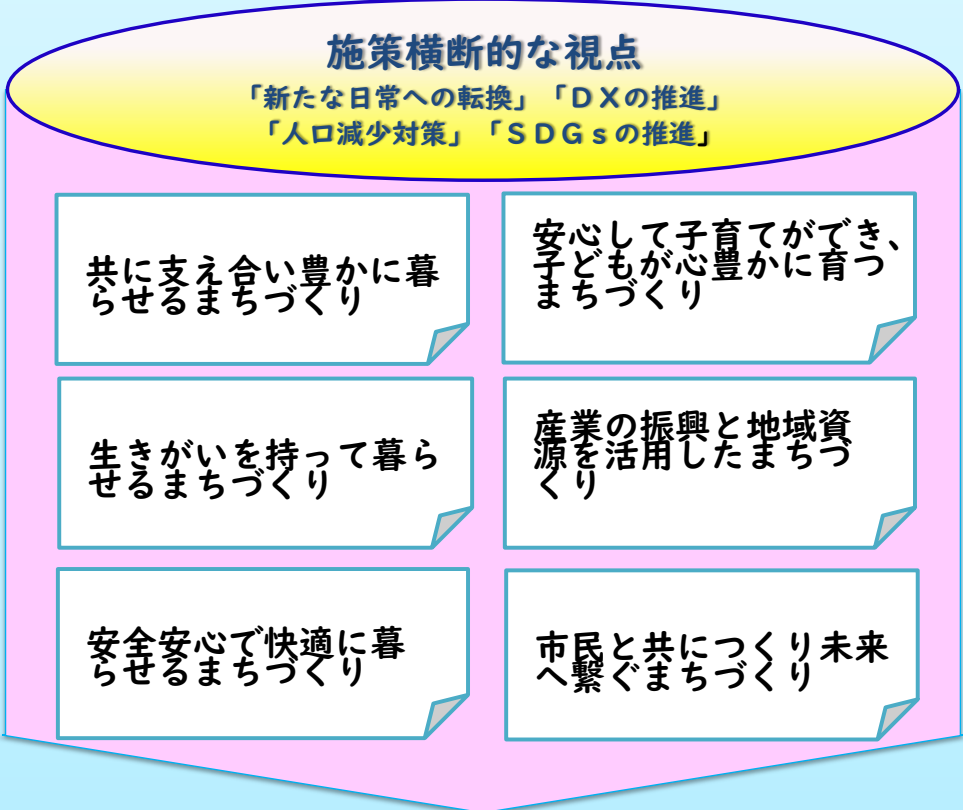 施策横断的な視点
「新たな日常への転換」「ＤＸの推進」
「人口減少対策」「ＳＤＧｓの推進」
共に支え合い豊かに暮
らせるまちづくり
安心して子育てができ、
子どもが心豊かに育つ
まちづくり
生きがいを持って暮ら
せるまちづくり
産業の振興と地域資
源を活用したまちづ
くり
安全安心で快適に暮
らせるまちづくり
市民と共につくり未来
へ繋ぐまちづくり